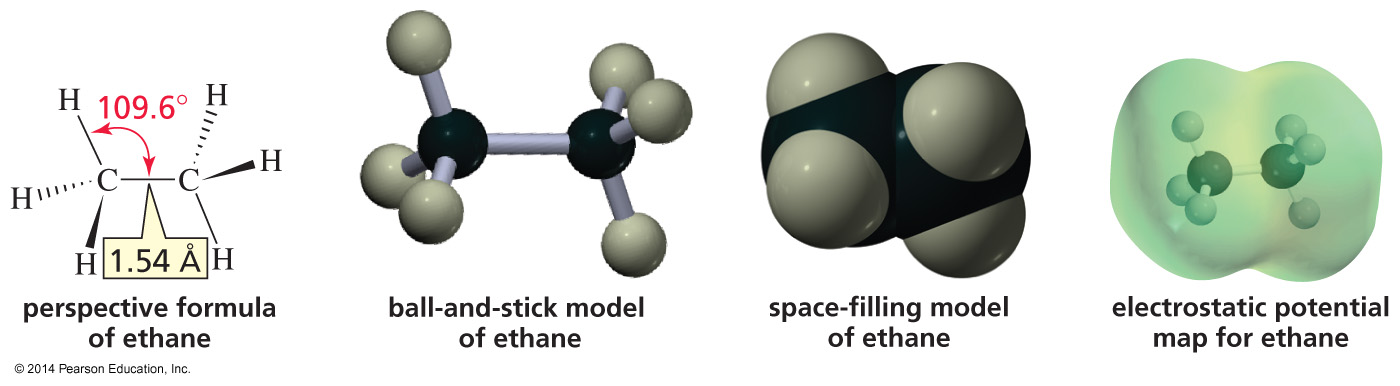 H
109.6°
H
H
C
C
H
H
1.54 Å
H
perspective formula
of ethane
ball-and-stick model
of ethane
space-filling model
of ethane
electrostatic potential
map for ethane
© 2014 Pearson Education, Inc.